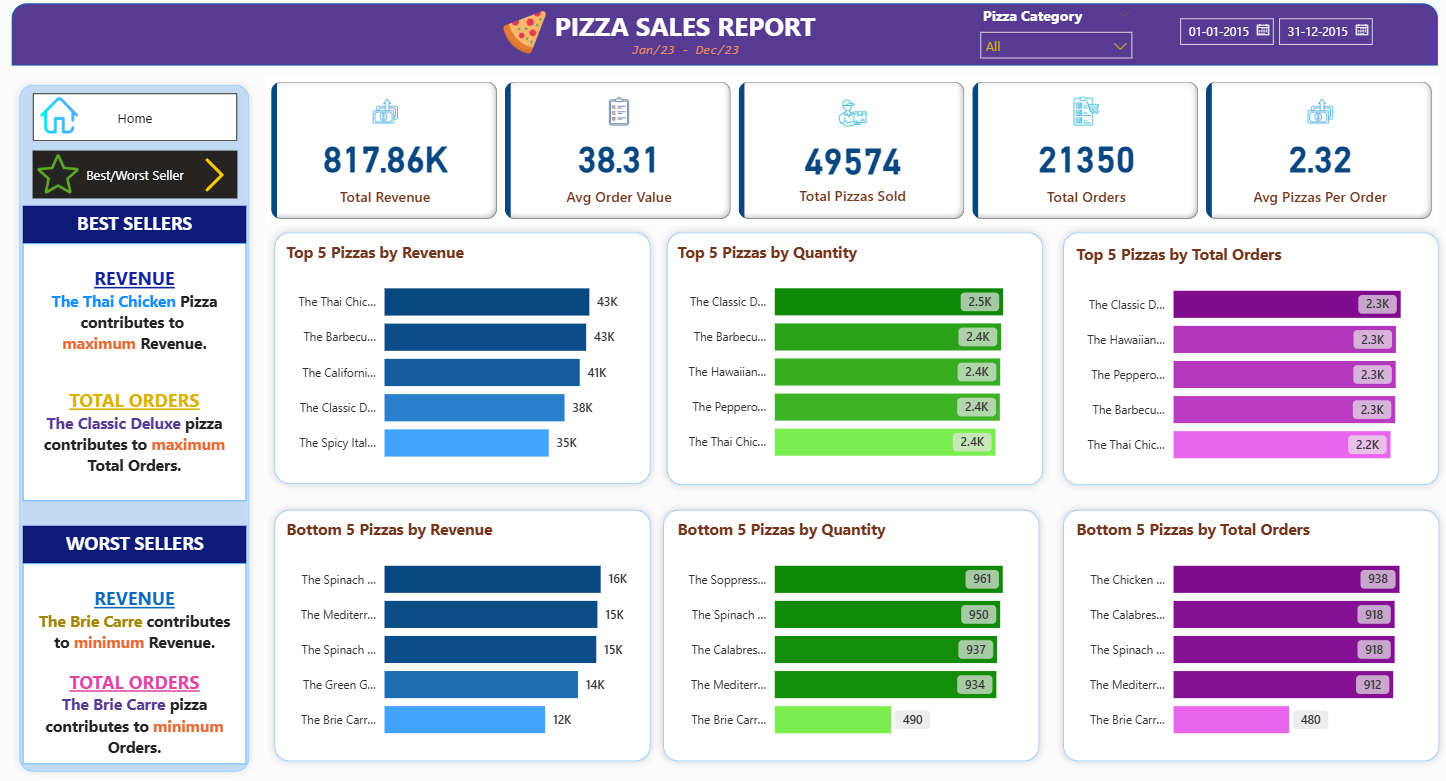 PIZZA SALES REPORT
Jan/23 - Dec/23
Pizza Category
All
01-01-2015
31-12-2015
Home
Best/Worst Seller
BEST SELLERS
REVENUE
The Thai Chicken Pizza
contributes to
maximum Revenue.
TOTAL ORDERS
The Classic Deluxe pizza
contributes to maximum
Total Orders.
WORST SELLERS
REVENUE
The Brie Carre contributes
to minimum Revenue.
TOTAL ORDERS
The Brie Carre pizza
contributes to minimum
Orders.
817.86K
Total Revenue
38.31
Avg Order Value
49574
Total Pizzas Sold
21350
Total Orders
2.32
Avg Pizzas Per Order
Top 5 Pizzas by Revenue
The Thai Chic... 43K
The Barbecu... 43K
The Californi... 41K
The Classic D... 38K
The Spicy Ital... 35K
Top 5 Pizzas by Quantity
The Classic D... 2.5K
The Barbecu... 2.4K
The Hawaiian... 2.4K
The Peppero... 2.4K
The Thai Chic... 2.4K
Top 5 Pizzas by Total Orders
The Classic D... 2.3K
The Hawaiian... 2.3K
The Peppero... 2.3K
The Barbecu... 2.3K
The Thai Chic... 2.2K
Bottom 5 Pizzas by Revenue
The Spinach ... 16K
The Mediterr... 15K
The Spinach ... 15K
The Green G... 14K
The Brie Carr... 12K
Bottom 5 Pizzas by Quantity
The Soppress... 961
The Spinach ... 950
The Calabres... 937
The Mediterr... 934
The Brie Carr... 490
Bottom 5 Pizzas by Total Orders
The Chicken ... 938
The Calabres... 918
The Spinach ... 918
The Mediterr... 912
The Brie Carr... 480